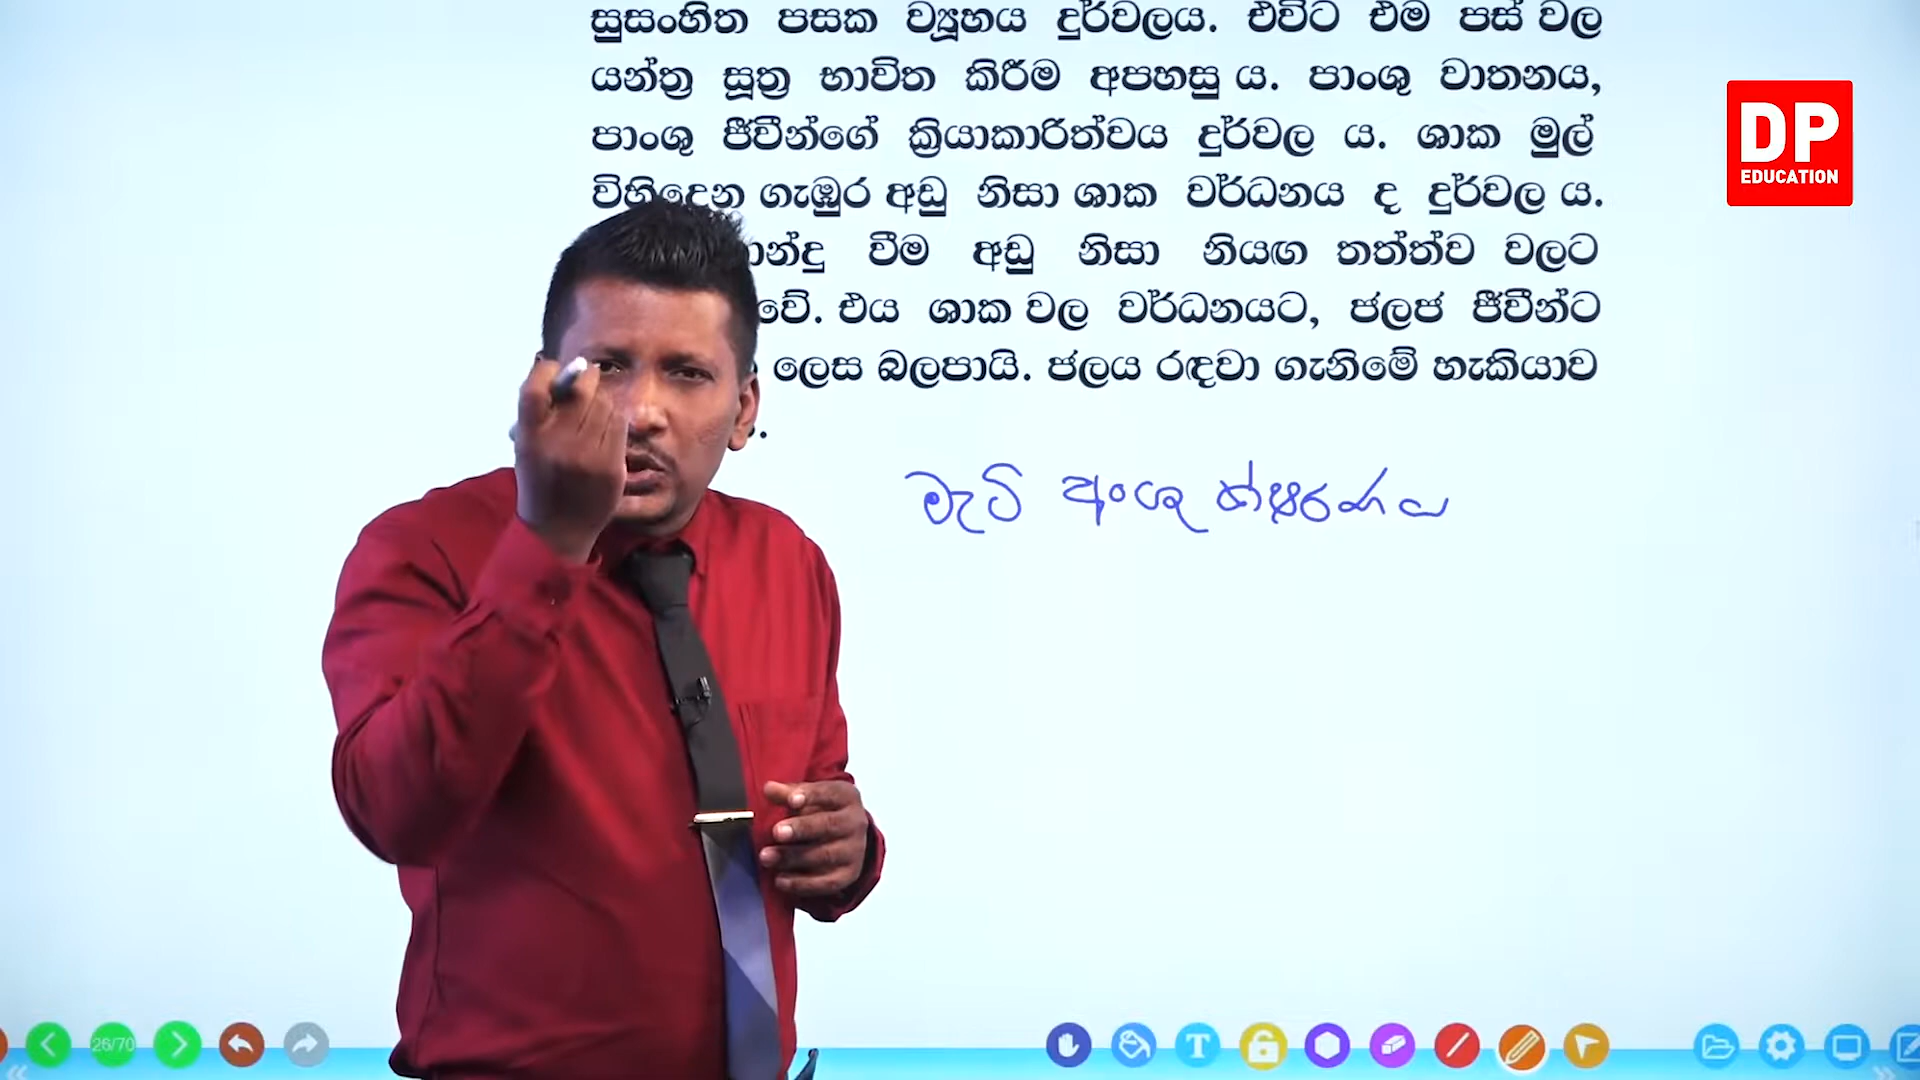 සුසංහිත පසක ව්‍යූහය දුර්වලය. එවිට එම පස් වල
යන්ත්‍ර සූත්‍ර භාවිත කිරීම අපහසු ය. පාංශු වාතනය,
පාංශු ජීවීන්ගේ ක්‍රියාකාරිත්වය දුර්වල ය. ශාක මුල්
විහිදෙන ගැඹුර අඩු නිසා ශාක වර්ධනය ද දුර්වල ය.
වීම අඩු නිසා නියඟ තත්ත්ව වලට
වේ. එය ශාක වල වර්ධනයට, ජලජ ජීවීන්ට
ලෙස බලපායි. ජලය රඳවා ගැනිමේ හැකියාව
මැටි අංශු ක්ෂරණය
DP
EDUCATION
26/70
T